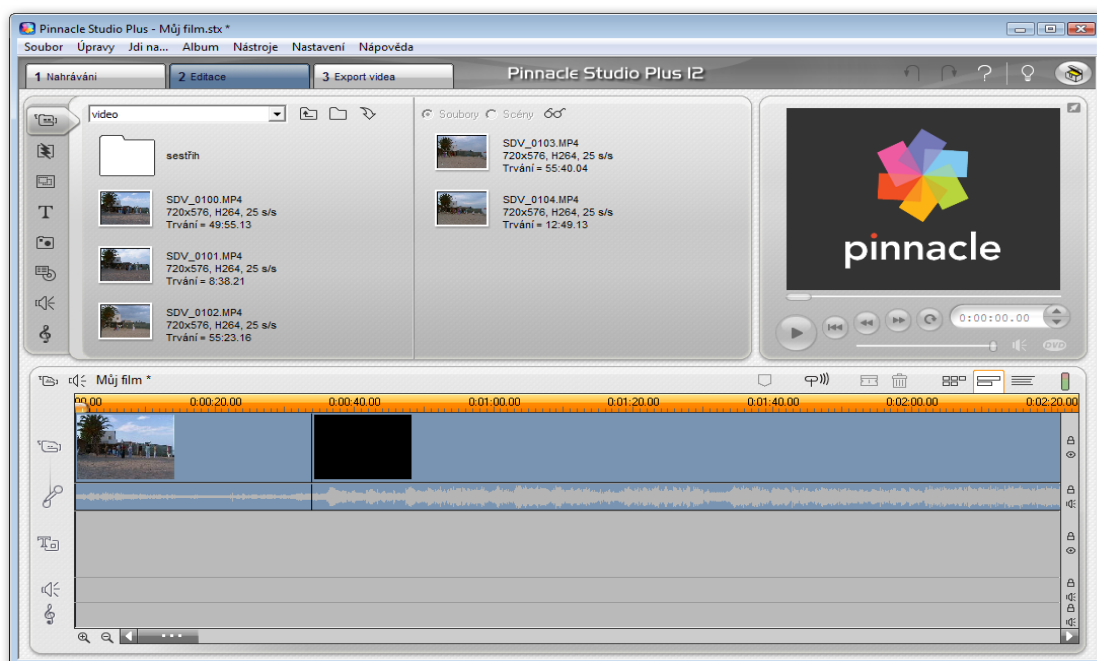 Pinnacle Studio Plus - Můj film.stx *
Soubor Úpravy Jdi na... Album Nástroje Nastavení Nápověda
1 Nahrávání 2 Editace 3 Export videa Pinnacle Studio Plus 12
video Soubory Scény
sestřih
SDV_0100.MP4
720x576, H264, 25 s/s
Trvání = 49:55.13
SDV_0101.MP4
720x576, H264, 25 s/s
Trvání = 8:38.21
SDV_0102.MP4
720x576, H264, 25 s/s
Trvání = 55:23.16
SDV_0103.MP4
720x576, H264, 25 s/s
Trvání = 55:40.04
SDV_0104.MP4
720x576, H264, 25 s/s
Trvání = 12:49.13
pinnacle
0:00:00.00
DVD
Můj film *
0:00:20.00 0:00:40.00 0:01:00.00 0:01:20.00 0:01:40.00 0:02:00.00 0:02:20.00